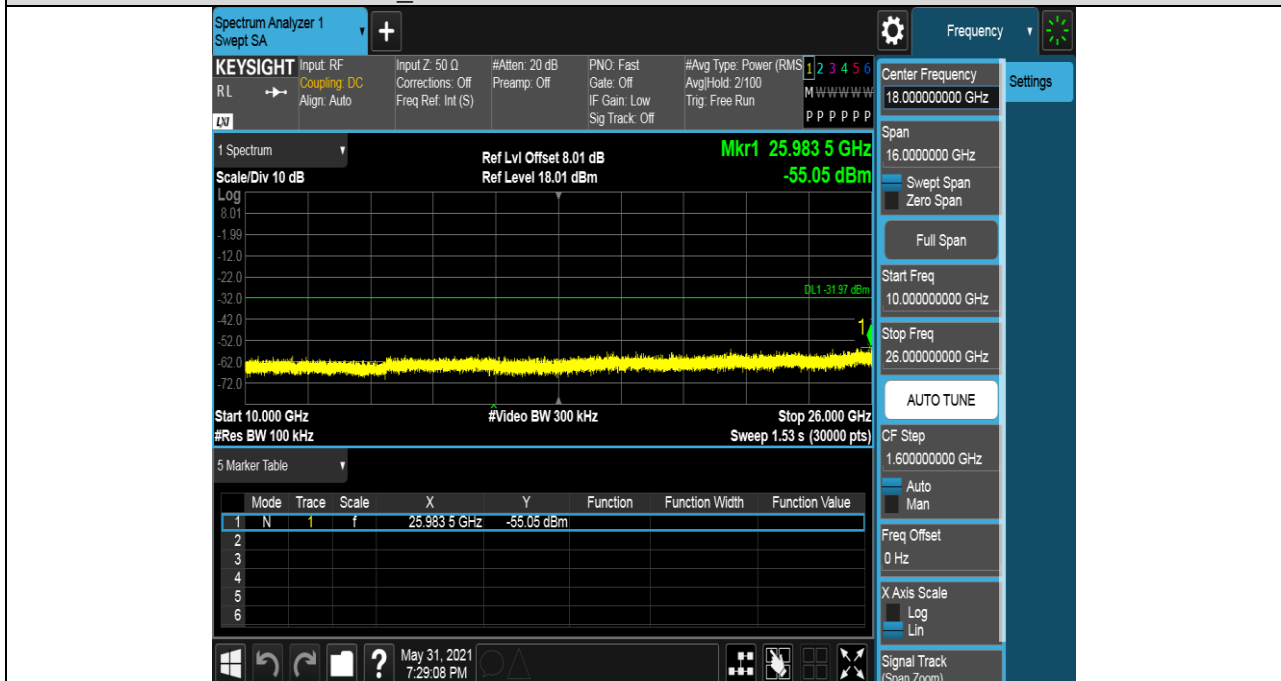 Spectrum Analyzer 1
Swept SA
+
Frequency
KEYSIGHT
RL
LXI
Input: RF
Coupling: DC
Align: Auto
Input Z: 50 Ω
Corrections: Off
Freq Ref: Int (S)
#Atten: 20 dB
Preamp: Off
PNO: Fast
Gate: Off
IF Gain: Low
Sig Track: Off
#Avg Type: Power (RMS
Avg|Hold: 2/100
Trig: Free Run
1 2 3 4 5 6
M W W W W W
P P P P P P
1 Spectrum
Scale/Div 10 dB
Ref Lvl Offset 8.01 dB
Ref Level 18.01 dBm
Mkr1 25.983 5 GHz
-55.05 dBm
Log
8.01
-1.99
-12.0
-22.0
-32.0
-42.0
-52.0
-62.0
-72.0
DL1 -31.97 dBm
1
Start 10.000 GHz
#Video BW 300 kHz
Stop 26.000 GHz
#Res BW 100 kHz
Sweep 1.53 s (30000 pts)
5 Marker Table
Mode Trace Scale X Y Function Function Width Function Value
1 N 1 f 25.983 5 GHz -55.05 dBm
2
3
4
5
6
?
May 31, 2021
7:29:08 PM
Center Frequency
18.000000000 GHz
Span
16.0000000 GHz
Swept Span
Zero Span
Full Span
Start Freq
10.000000000 GHz
Stop Freq
26.000000000 GHz
AUTO TUNE
CF Step
1.600000000 GHz
Auto
Man
Freq Offset
0 Hz
X Axis Scale
Log
Lin
Signal Track
(Span Zoom)
Settings